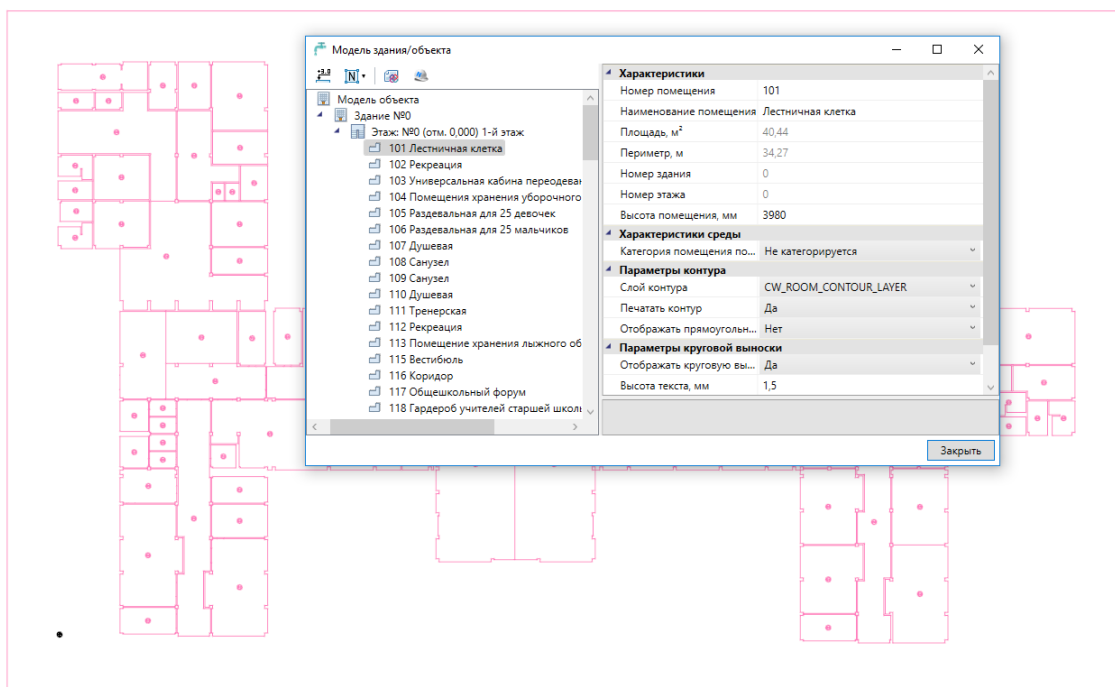 Модель здания/объекта
+3,9
N
Модель объекта
Здание №0
Этаж: №0 (отм. 0,000) 1-й этаж
101 Лестничная клетка
102 Рекреация
103 Универсальная кабина переодеван
104 Помещения хранения уборочного
105 Раздевальная для 25 девочек
106 Раздевальная для 25 мальчиков
107 Душевая
108 Санузел
109 Санузел
110 Душевая
111 Тренерская
112 Рекреация
113 Помещение хранения лыжного об
115 Вестибюль
116 Коридор
117 Общешкольный форум
118 Гардероб учителей старшей школь
Характеристики
Номер помещения 101
Наименование помещения Лестничная клетка
Площадь, м² 40,44
Периметр, м 34,27
Номер здания 0
Номер этажа 0
Высота помещения, мм 3980
Характеристики среды
Категория помещения по... Не категорируется
Параметры контура
Слой контура CW_ROOM_CONTOUR_LAYER
Печатать контур Да
Отображать прямоугольн... Нет
Параметры круговой выноски
Отображать круговую вы... Да
Высота текста, мм 1,5
Закрыть